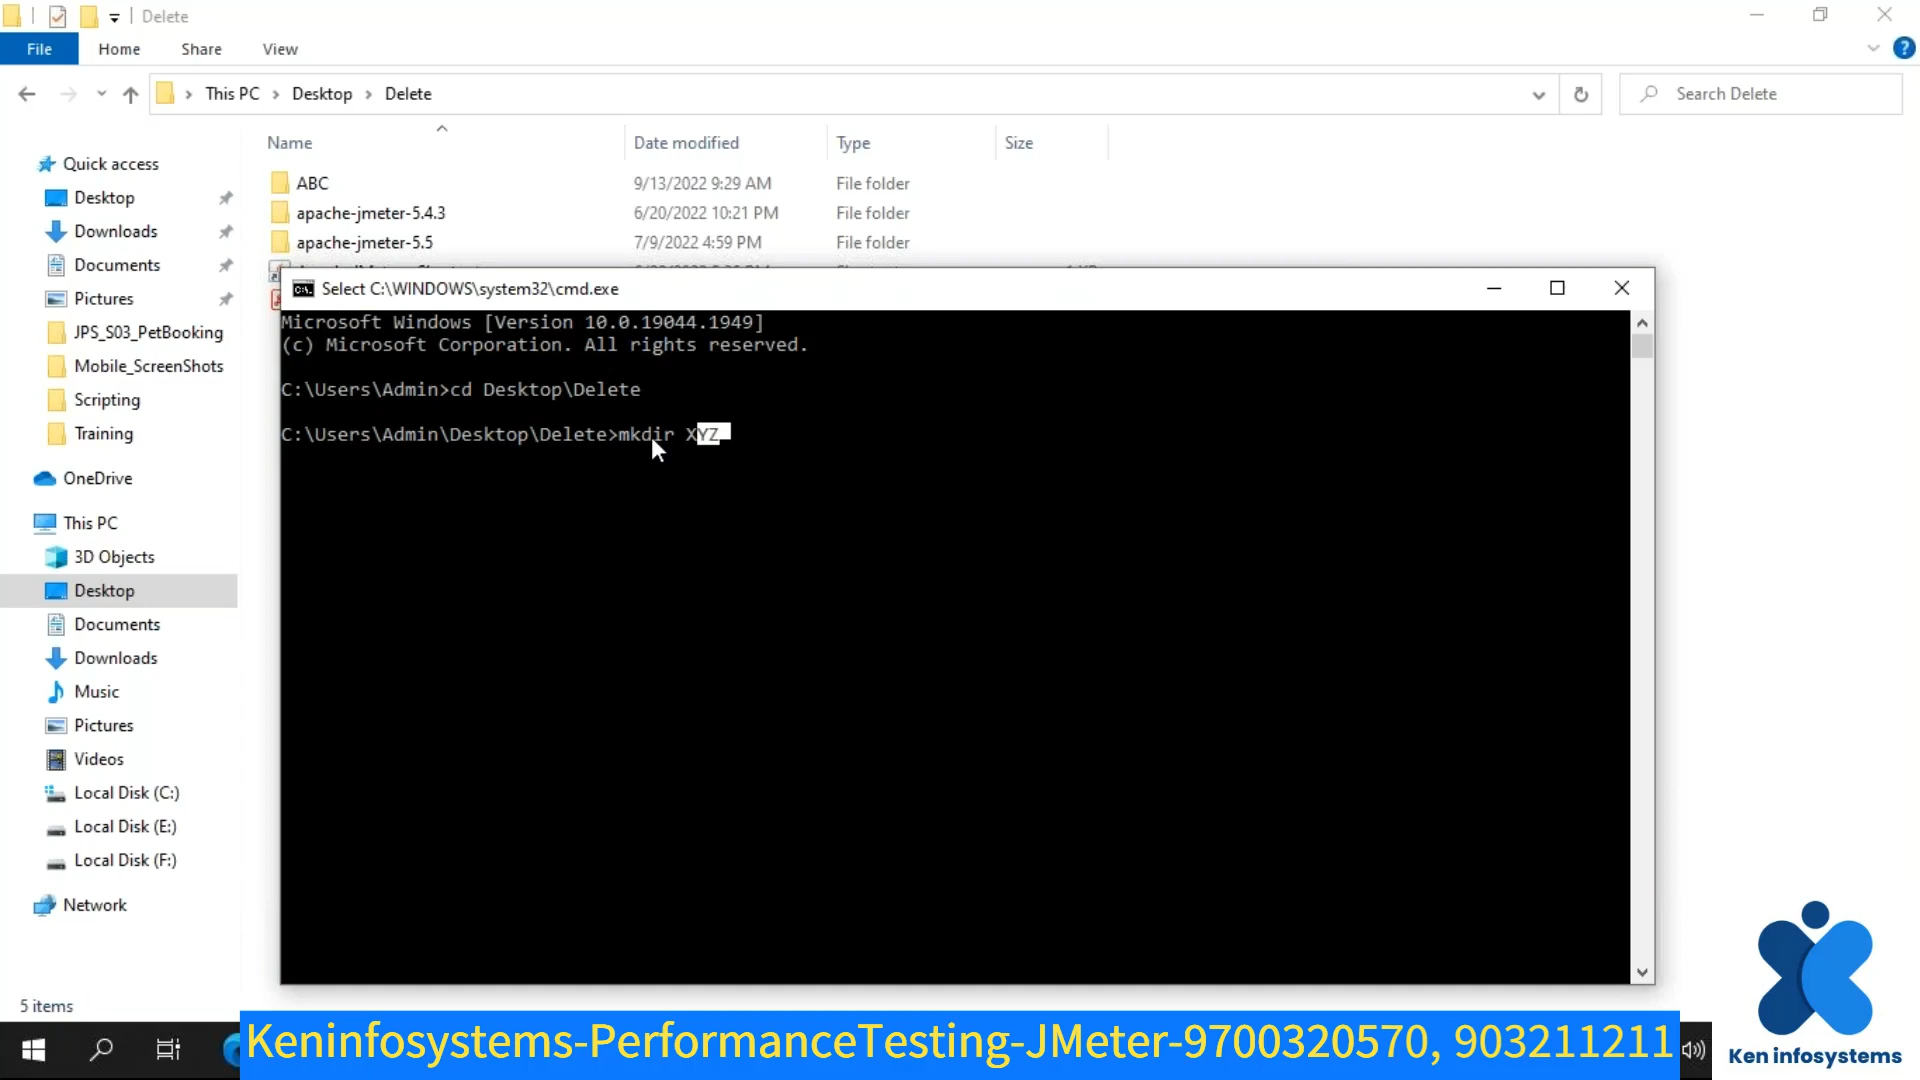 Delete
File Home Share View
This PC > Desktop > Delete
Search Delete
Name Date modified Type Size
Quick access
Desktop
Downloads
Documents
Pictures
JPS_S03_PetBooking
Mobile_ScreenShots
Scripting
Training
OneDrive
This PC
3D Objects
Desktop
Documents
Downloads
Music
Pictures
Videos
Local Disk (C:)
Local Disk (E:)
Local Disk (F:)
Network
5 items
ABC 9/13/2022 9:29 AM File folder
apache-jmeter-5.4.3 6/20/2022 10:21 PM File folder
apache-jmeter-5.5 7/9/2022 4:59 PM File folder
Select C:\WINDOWS\system32\cmd.exe
Microsoft Windows [Version 10.0.19044.1949]
(c) Microsoft Corporation. All rights reserved.
C:\Users\Admin>cd Desktop\Delete
C:\Users\Admin\Desktop\Delete>mkdir XYZ
Keninfosystems-PerformanceTesting-JMeter-9700320570, 903211211
Ken infosystems